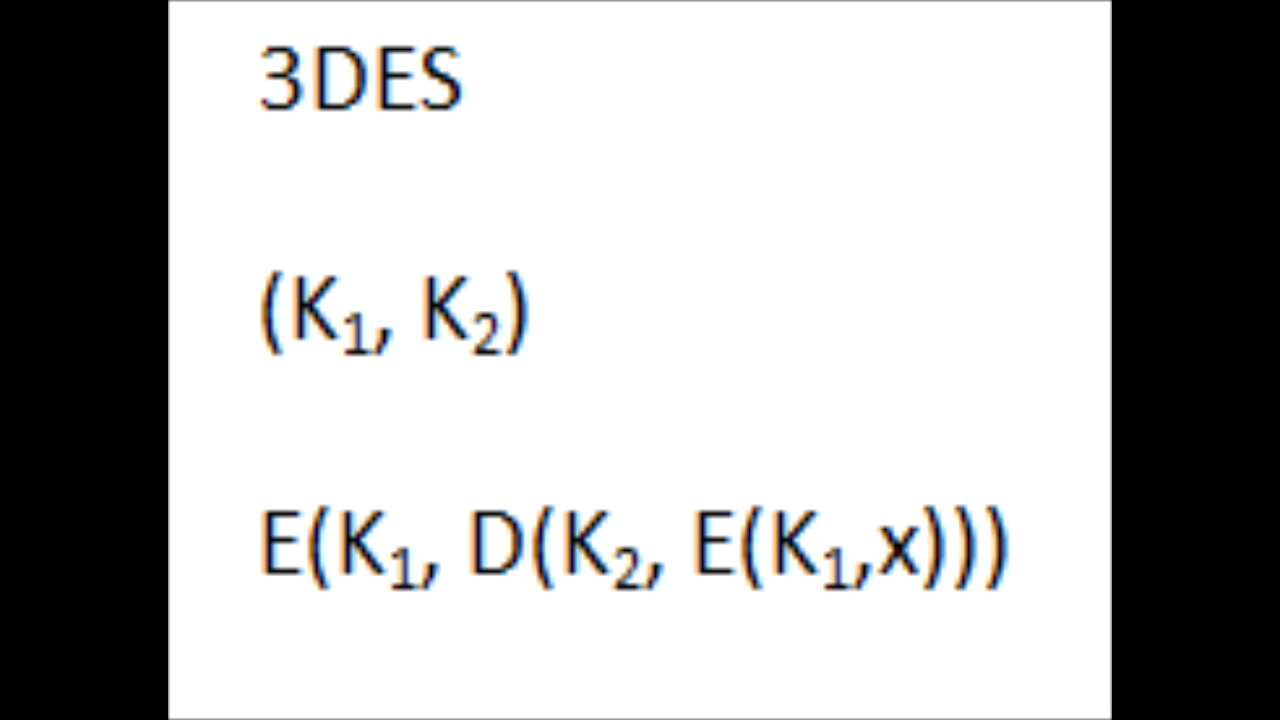 3DES
(K₁, K₂)
E(K₁, D(K₂, E(K₁,x)))